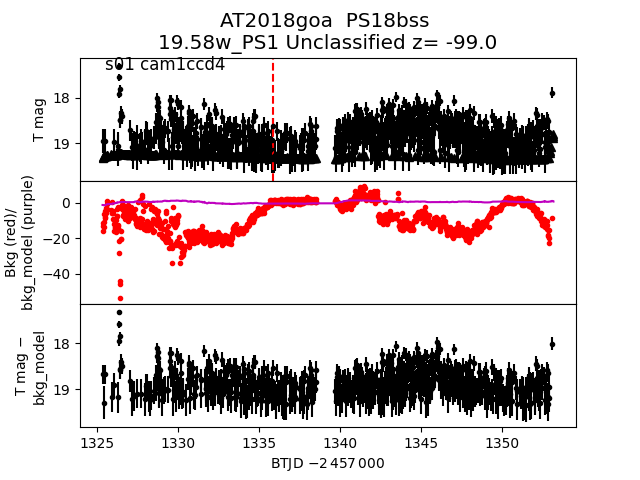 AT2018goa  PS18bss
19.58w_PS1 Unclassified z= -99.0
s01 cam1ccd4
T mag
18
19
Bkg (red)/
bkg_model (purple)
0
−20
−40
T mag −
bkg_model
18
19
1325
1330
1335
1340
1345
1350
BTJD −2 457 000